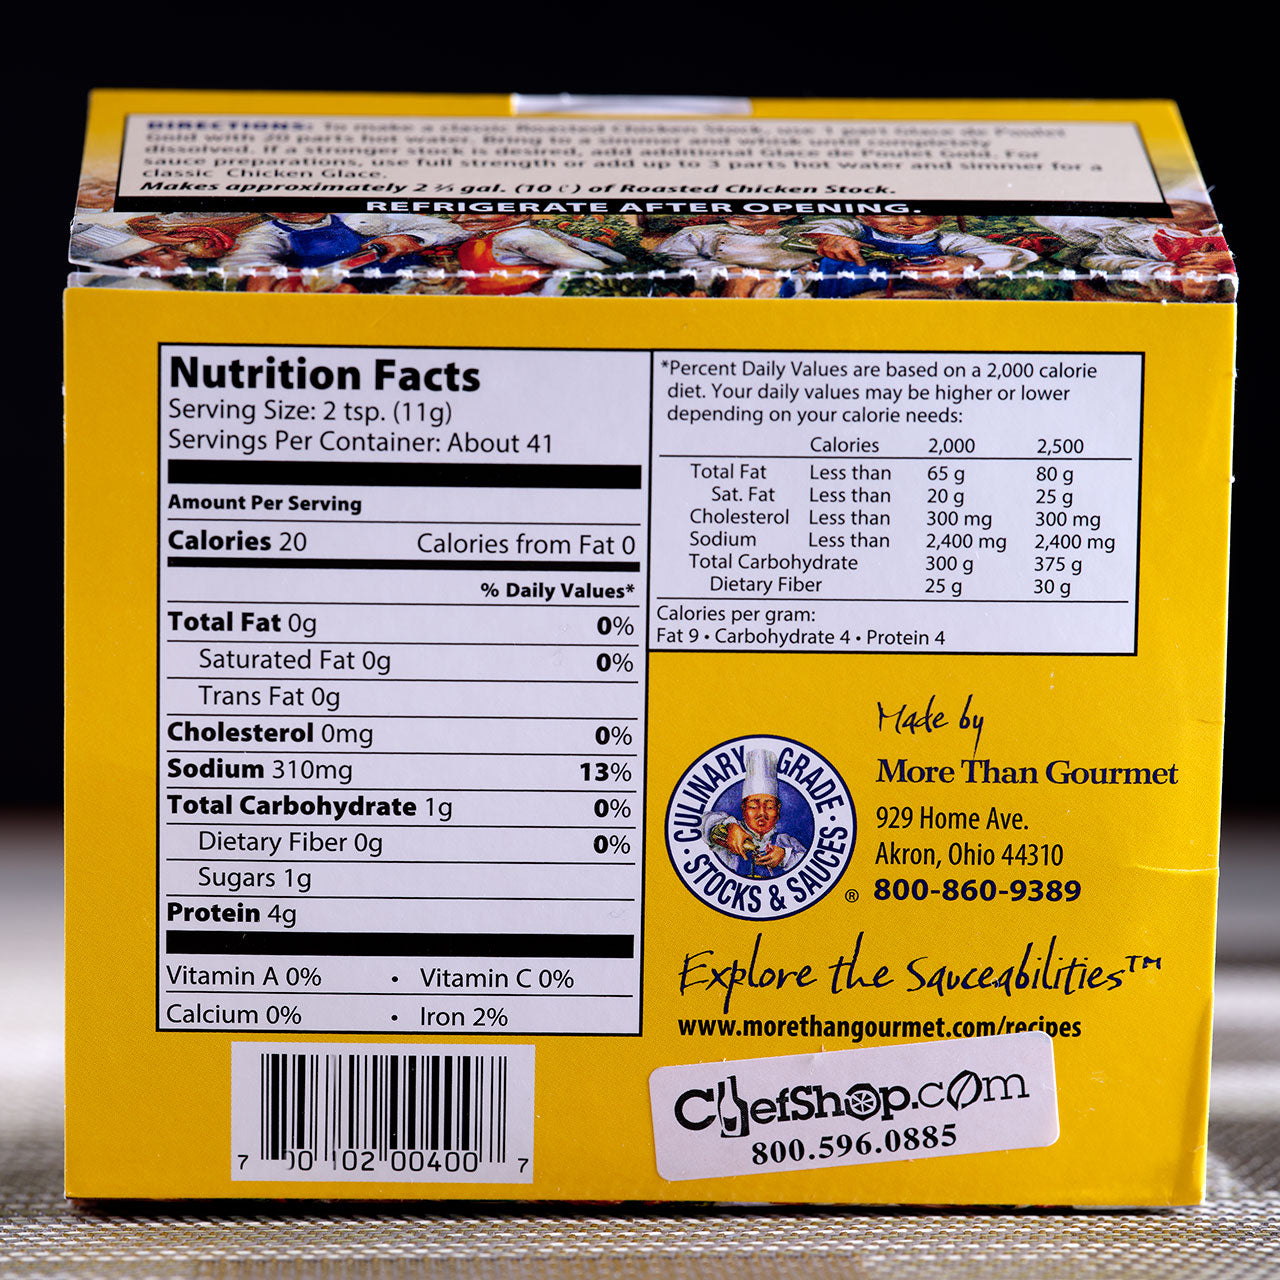 DIRECTIONS: To make a classic Roasted Chicken Stock, use 1 part Glace de Poulet
Gold with 20 parts hot water. Bring to a simmer and whisk until completely
dissolved. If a stronger stock is desired, add additional Glace de Poulet Gold. For
sauce preparations, use full strength or add up to 3 parts hot water and simmer for a
classic Chicken Glace.
Makes approximately 2 ⅗ gal. (10 ℓ) of Roasted Chicken Stock.
REFRIGERATE AFTER OPENING.
Nutrition Facts
Serving Size: 2 tsp. (11g)
Servings Per Container: About 41
Amount Per Serving
Calories 20 Calories from Fat 0
% Daily Values*
Total Fat 0g 0%
Saturated Fat 0g 0%
Trans Fat 0g
Cholesterol 0mg 0%
Sodium 310mg 13%
Total Carbohydrate 1g 0%
Dietary Fiber 0g 0%
Sugars 1g
Protein 4g
Vitamin A 0% • Vitamin C 0%
Calcium 0% • Iron 2%
*Percent Daily Values are based on a 2,000 calorie
diet. Your daily values may be higher or lower
depending on your calorie needs:
Calories 2,000 2,500
Total Fat Less than 65 g 80 g
Sat. Fat Less than 20 g 25 g
Cholesterol Less than 300 mg 300 mg
Sodium Less than 2,400 mg 2,400 mg
Total Carbohydrate 300 g 375 g
Dietary Fiber 25 g 30 g
Calories per gram:
Fat 9 • Carbohydrate 4 • Protein 4
Made by
More Than Gourmet
929 Home Ave.
Akron, Ohio 44310
800-860-9389
CULINARY GRADE • STOCKS & SAUCES • ®
Explore the Sauceabilities™
www.morethangourmet.com/recipes
ChefShop.com
800.596.0885
7 00102 00400 7